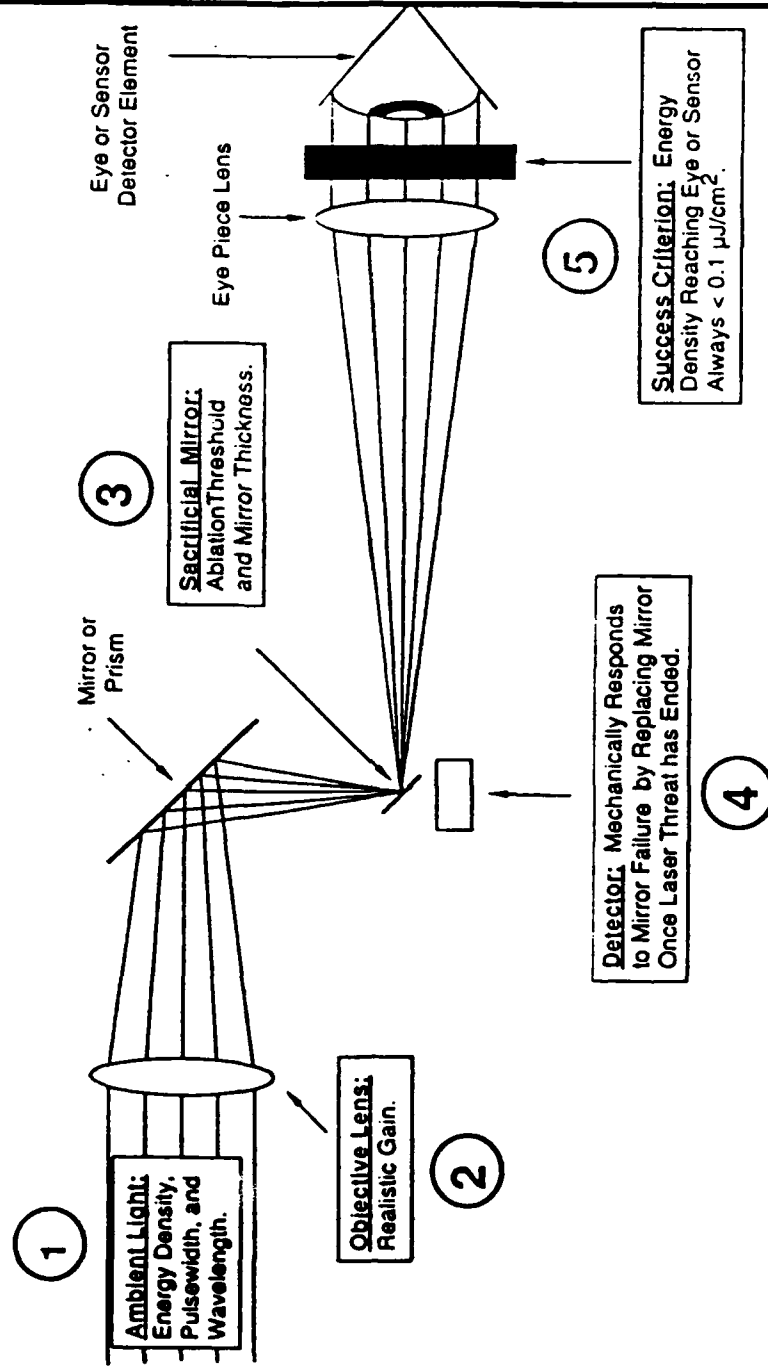 1
Ambient Light:
Energy Density,
Pulsewidth, and
Wavelength.
2
Objective Lens:
Realistic Gain.
Mirror or
Prism
3
Sacrificial Mirror:
Ablation Threshold
and Mirror Thickness.
4
Detector: Mechanically Responds
to Mirror Failure by Replacing Mirror
Once Laser Threat has Ended.
Eye Piece Lens
Eye or Sensor
Detector Element
5
Success Criterion: Energy
Density Reaching Eye or Sensor
Always < 0.1 µJ/cm².